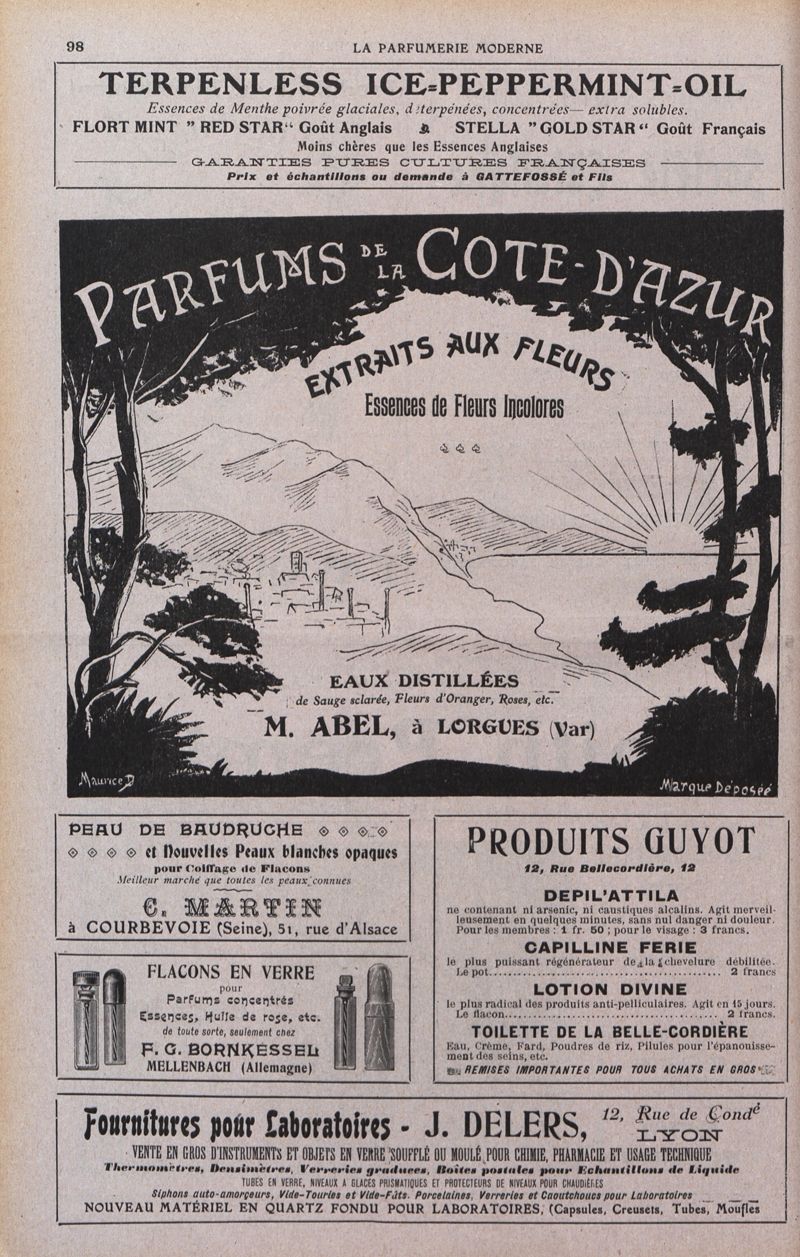 98
LA PARFUMERIE MODERNE
TERPENLESS ICE=PEPPERMINT=OIL
Essences de Menthe poivrée glaciales, déterpénées, concentrées— extra solubles.
FLORT MINT " RED STAR" Goût Anglais STELLA " GOLD STAR " Goût Français
Moins chères que les Essences Anglaises
GARANTIES PURES CULTURES FRANÇAISES
Prix et échantillons ou demande à GATTEFOSSÉ et Fils
PARFUMS DE LA COTE-D'AZUR
EXTRAITS AUX FLEURS
Essences de Fleurs Incolores
EAUX DISTILLÉES
de Sauge sclarée, Fleurs d'Oranger, Roses, etc.
M. ABEL, à LORGUES (Var)
Maurice D
Marque Déposée
PEAU DE BAUDRUCHE
et Nouvelles Peaux blanches opaques
pour Coiffage de Flacons
Meilleur marché que toutes les peaux connues
C. MARTIN
à COURBEVOIE (Seine), 51, rue d'Alsace
FLACONS EN VERRE
pour
Parfums concentrés
Essences, Huile de rose, etc.
de toute sorte, seulement chez
F. G. BORNKESSEL
MELLENBACH (Allemagne)
PRODUITS GUYOT
12, Rue Bellecordière, 12
DEPIL'ATTILA
ne contenant ni arsenic, ni caustiques alcalins. Agit merveil-
leusement en quelques minutes, sans nul danger ni douleur.
Pour les membres : 1 fr. 50 ; pour le visage : 3 francs.
CAPILLINE FERIE
le plus puissant régénérateur de la chevelure débilitée.
Le pot........................................ 2 francs
LOTION DIVINE
le plus radical des produits anti-pelliculaires. Agit en 15 jours.
Le flacon........................................ 2 francs.
TOILETTE DE LA BELLE-CORDIÈRE
Eau, Crème, Fard, Poudres de riz, Pilules pour l'épanouisse-
ment des seins, etc.
REMISES IMPORTANTES POUR TOUS ACHATS EN GROS
Fournitures pour Laboratoires - J. DELERS, 12, Rue de Condé
LYON
VENTE EN GROS D'INSTRUMENTS ET OBJETS EN VERRE SOUFFLÉ OU MOULÉ POUR CHIMIE, PHARMACIE ET USAGE TECHNIQUE
Thermomètres, Densimètres, Verreries graduées, Boîtes postales pour Echantillons de Liquide
TUBES EN VERRE, NIVEAUX A GLACES PRISMATIQUES ET PROTECTEURS DE NIVEAUX POUR CHAUDIÈRES
Siphons auto-amorçeurs, Vide-Touries et Vide-Fûts. Porcelaines, Verreries et Caoutchoucs pour Laboratoires
NOUVEAU MATÉRIEL EN QUARTZ FONDU POUR LABORATOIRES, (Capsules, Creusets, Tubes, Moufles